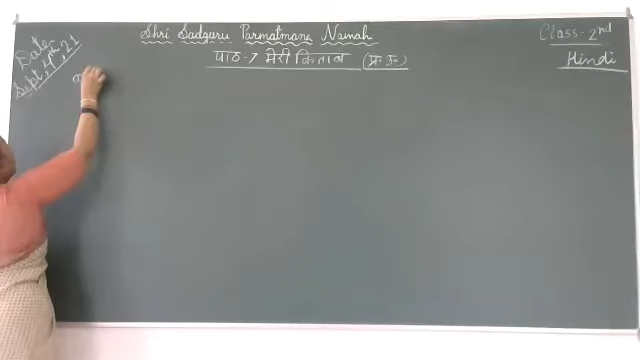 Shri Sadguru Parmatmane Namah
Class- 2nd
Date-
Sept, 4th, 21
पाठ-7 मेरी किताब (प्र॰ उ॰)
Hindi